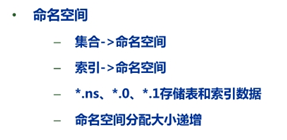 • 命名空间
– 集合->命名空间
– 索引->命名空间
– *.ns、*.0、*.1存储表和索引数据
– 命名空间分配大小递增